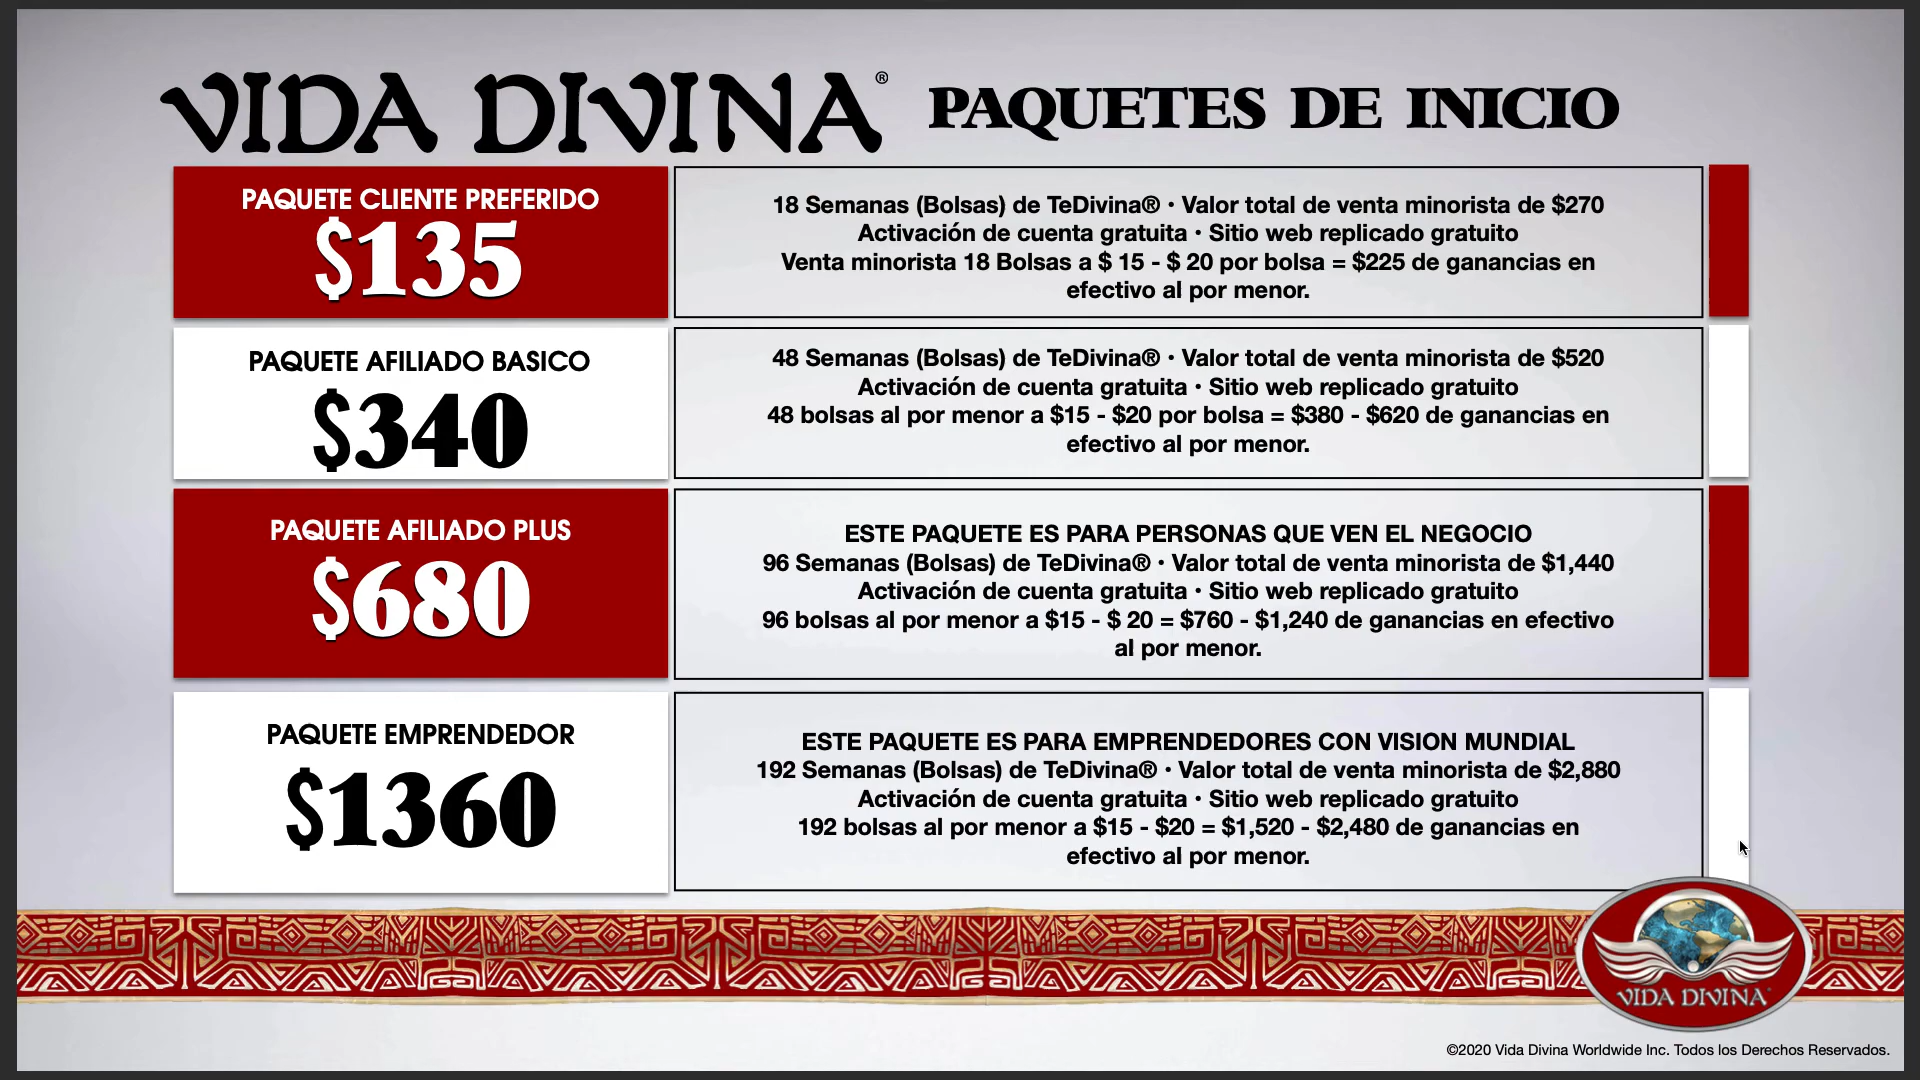 VIDA DIVINA® PAQUETES DE INICIO
PAQUETE CLIENTE PREFERIDO
$135
18 Semanas (Bolsas) de TeDivina® • Valor total de venta minorista de $270
Activación de cuenta gratuita • Sitio web replicado gratuito
Venta minorista 18 Bolsas a $ 15 - $ 20 por bolsa = $225 de ganancias en
efectivo al por menor.
PAQUETE AFILIADO BASICO
$340
48 Semanas (Bolsas) de TeDivina® • Valor total de venta minorista de $520
Activación de cuenta gratuita • Sitio web replicado gratuito
48 bolsas al por menor a $15 - $20 por bolsa = $380 - $620 de ganancias en
efectivo al por menor.
PAQUETE AFILIADO PLUS
$680
ESTE PAQUETE ES PARA PERSONAS QUE VEN EL NEGOCIO
96 Semanas (Bolsas) de TeDivina® • Valor total de venta minorista de $1,440
Activación de cuenta gratuita • Sitio web replicado gratuito
96 bolsas al por menor a $15 - $ 20 = $760 - $1,240 de ganancias en efectivo
al por menor.
PAQUETE EMPRENDEDOR
$1360
ESTE PAQUETE ES PARA EMPRENDEDORES CON VISION MUNDIAL
192 Semanas (Bolsas) de TeDivina® • Valor total de venta minorista de $2,880
Activación de cuenta gratuita • Sitio web replicado gratuito
192 bolsas al por menor a $15 - $20 = $1,520 - $2,480 de ganancias en
efectivo al por menor.
VIDA DIVINA
©2020 Vida Divina Worldwide Inc. Todos los Derechos Reservados.